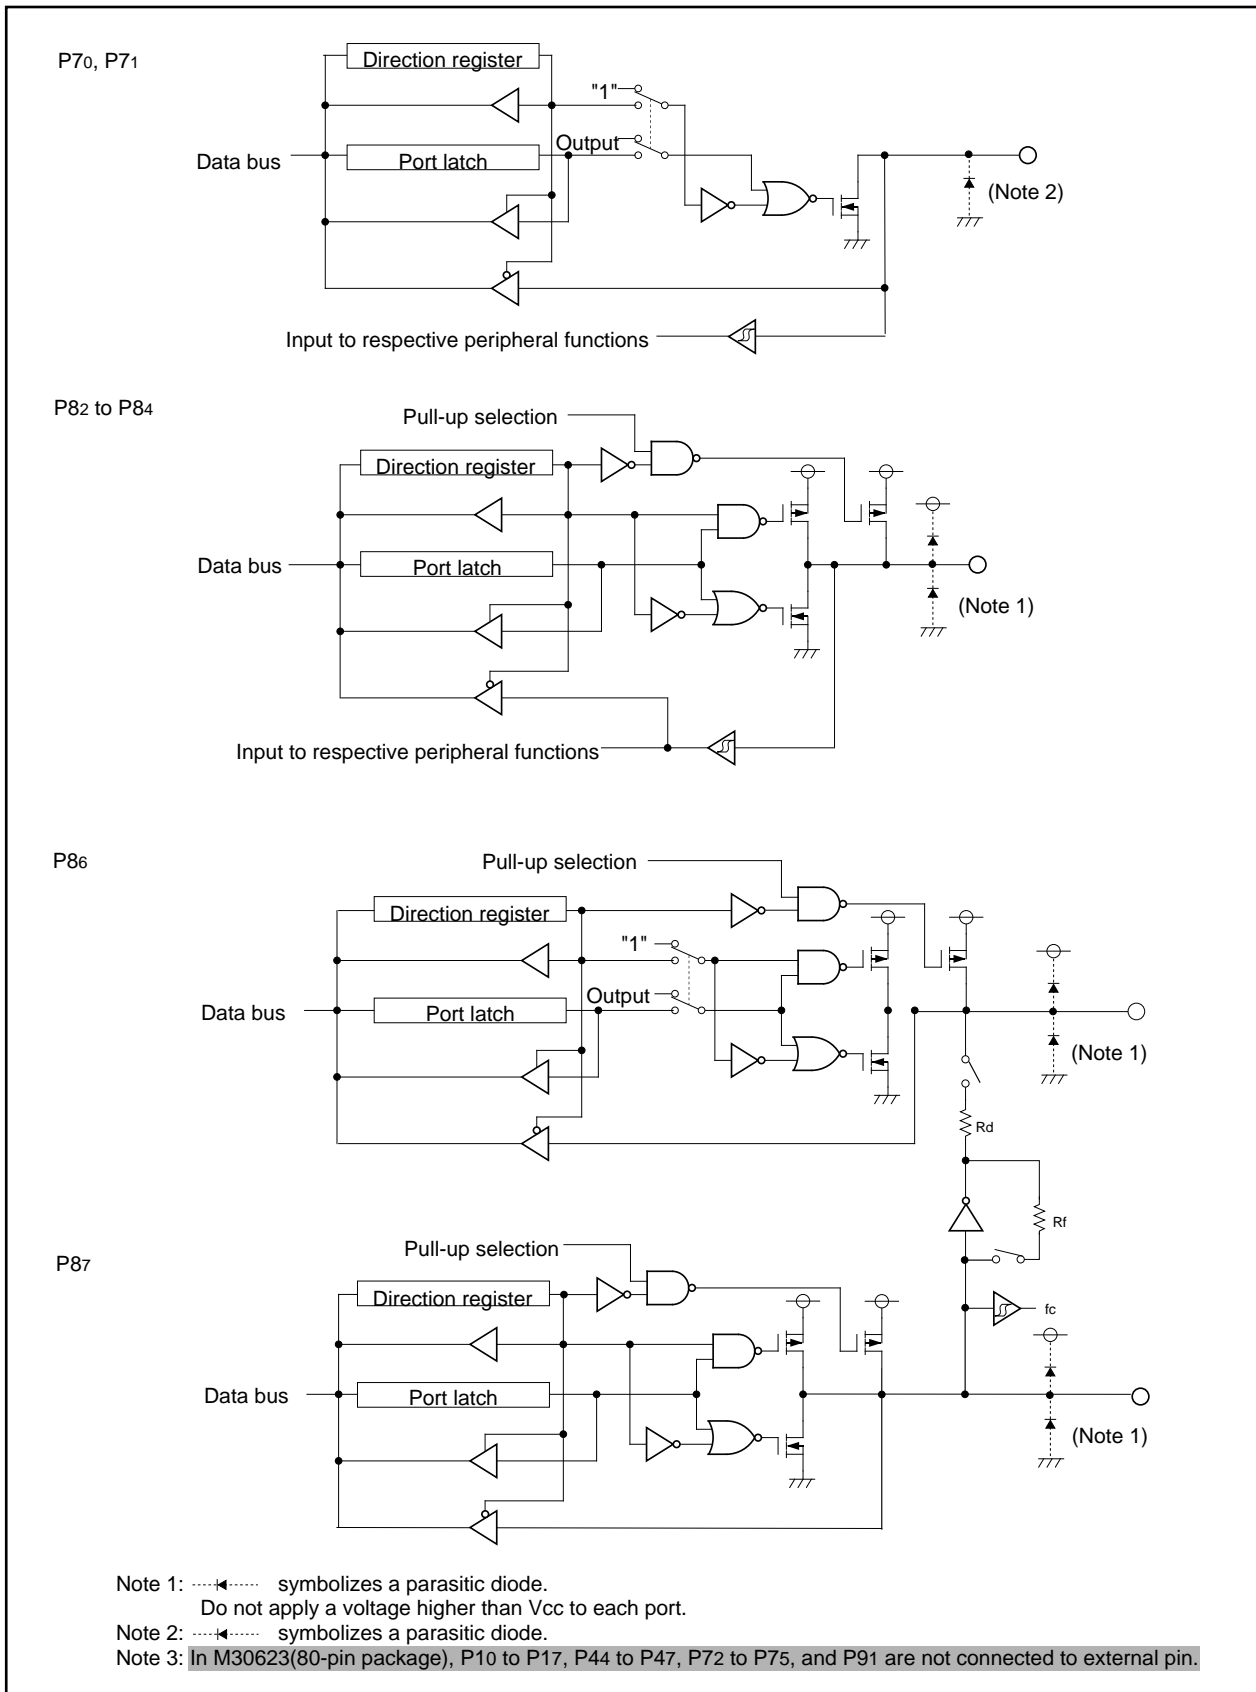 P70, P71
Direction register
"1"
Output
Data bus
Port latch
(Note 2)
Input to respective peripheral functions
P82 to P84
Pull-up selection
Direction register
Data bus
Port latch
(Note 1)
Input to respective peripheral functions
P86
Pull-up selection
Direction register
"1"
Output
Data bus
Port latch
(Note 1)
Rd
Rf
P87
Pull-up selection
Direction register
fc
Data bus
Port latch
(Note 1)
Note 1: symbolizes a parasitic diode.
Do not apply a voltage higher than Vcc to each port.
Note 2: symbolizes a parasitic diode.
Note 3: In M30623(80-pin package), P10 to P17, P44 to P47, P72 to P75, and P91 are not connected to external pin.